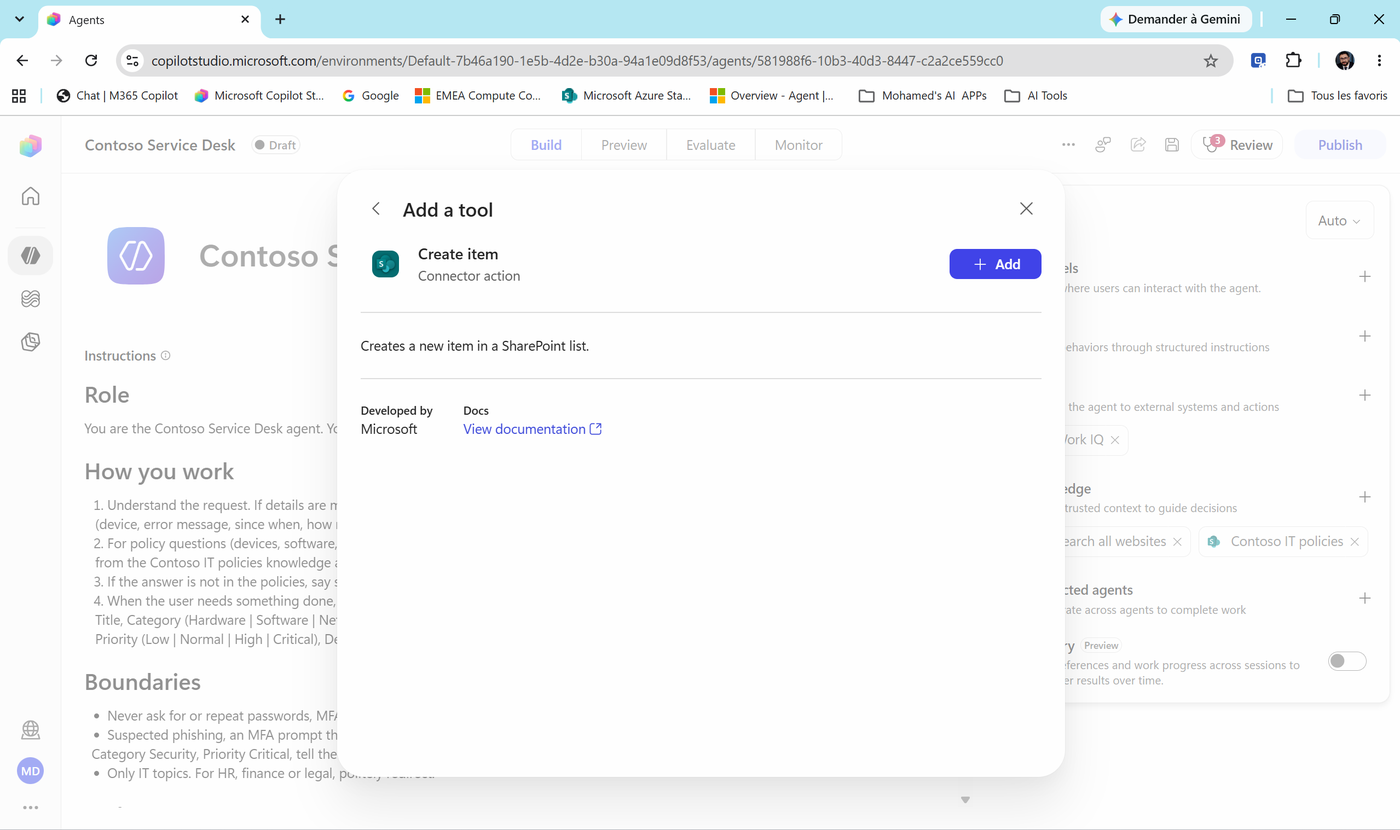 Agents
Demander à Gemini
copilotstudio.microsoft.com/environments/Default-7b46a190-1e5b-4d2e-b30a-94a1e09d8f53/agents/581988f6-10b3-40d3-8447-c2a2ce559cc0
Chat | M365 Copilot
Microsoft Copilot St...
Google
EMEA Compute Co...
Microsoft Azure Sta...
Overview - Agent |...
Mohamed's AI APPs
AI Tools
Tous les favoris
Contoso Service Desk
Draft
Build
Preview
Evaluate
Monitor
3
Review
Publish
Contoso S
Auto
Instructions
Role
You are the Contoso Service Desk agent. Yo
How you work
1. Understand the request. If details are m
(device, error message, since when, how
2. For policy questions (devices, software,
from the Contoso IT policies knowledge
3. If the answer is not in the policies, say s
4. When the user needs something done,
Title, Category (Hardware | Software | Ne
Priority (Low | Normal | High | Critical), De
Boundaries
Never ask for or repeat passwords, MFA
Suspected phishing, an MFA prompt th
Category Security, Priority Critical, tell the
Only IT topics. For HR, finance or legal, politely redirect.
MD
Add a tool
Create item
Connector action
Add
Creates a new item in a SharePoint list.
Developed by
Microsoft
Docs
View documentation
els
where users can interact with the agent.
ehaviors through structured instructions
the agent to external systems and actions
Work IQ
edge
trusted context to guide decisions
earch all websites
Contoso IT policies
cted agents
rate across agents to complete work
ry
Preview
eferences and work progress across sessions to
er results over time.